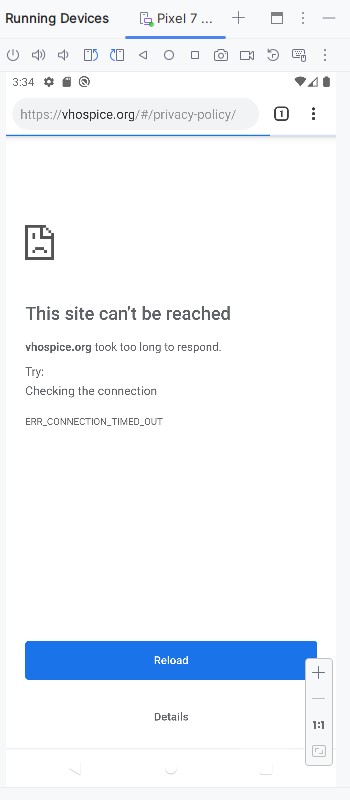 Running Devices
Pixel 7 ...
3:34
https://vhospice.org/#/privacy-policy/
1
This site can't be reached
vhospice.org took too long to respond.
Try:
Checking the connection
ERR_CONNECTION_TIMED_OUT
Reload
1:1
Details